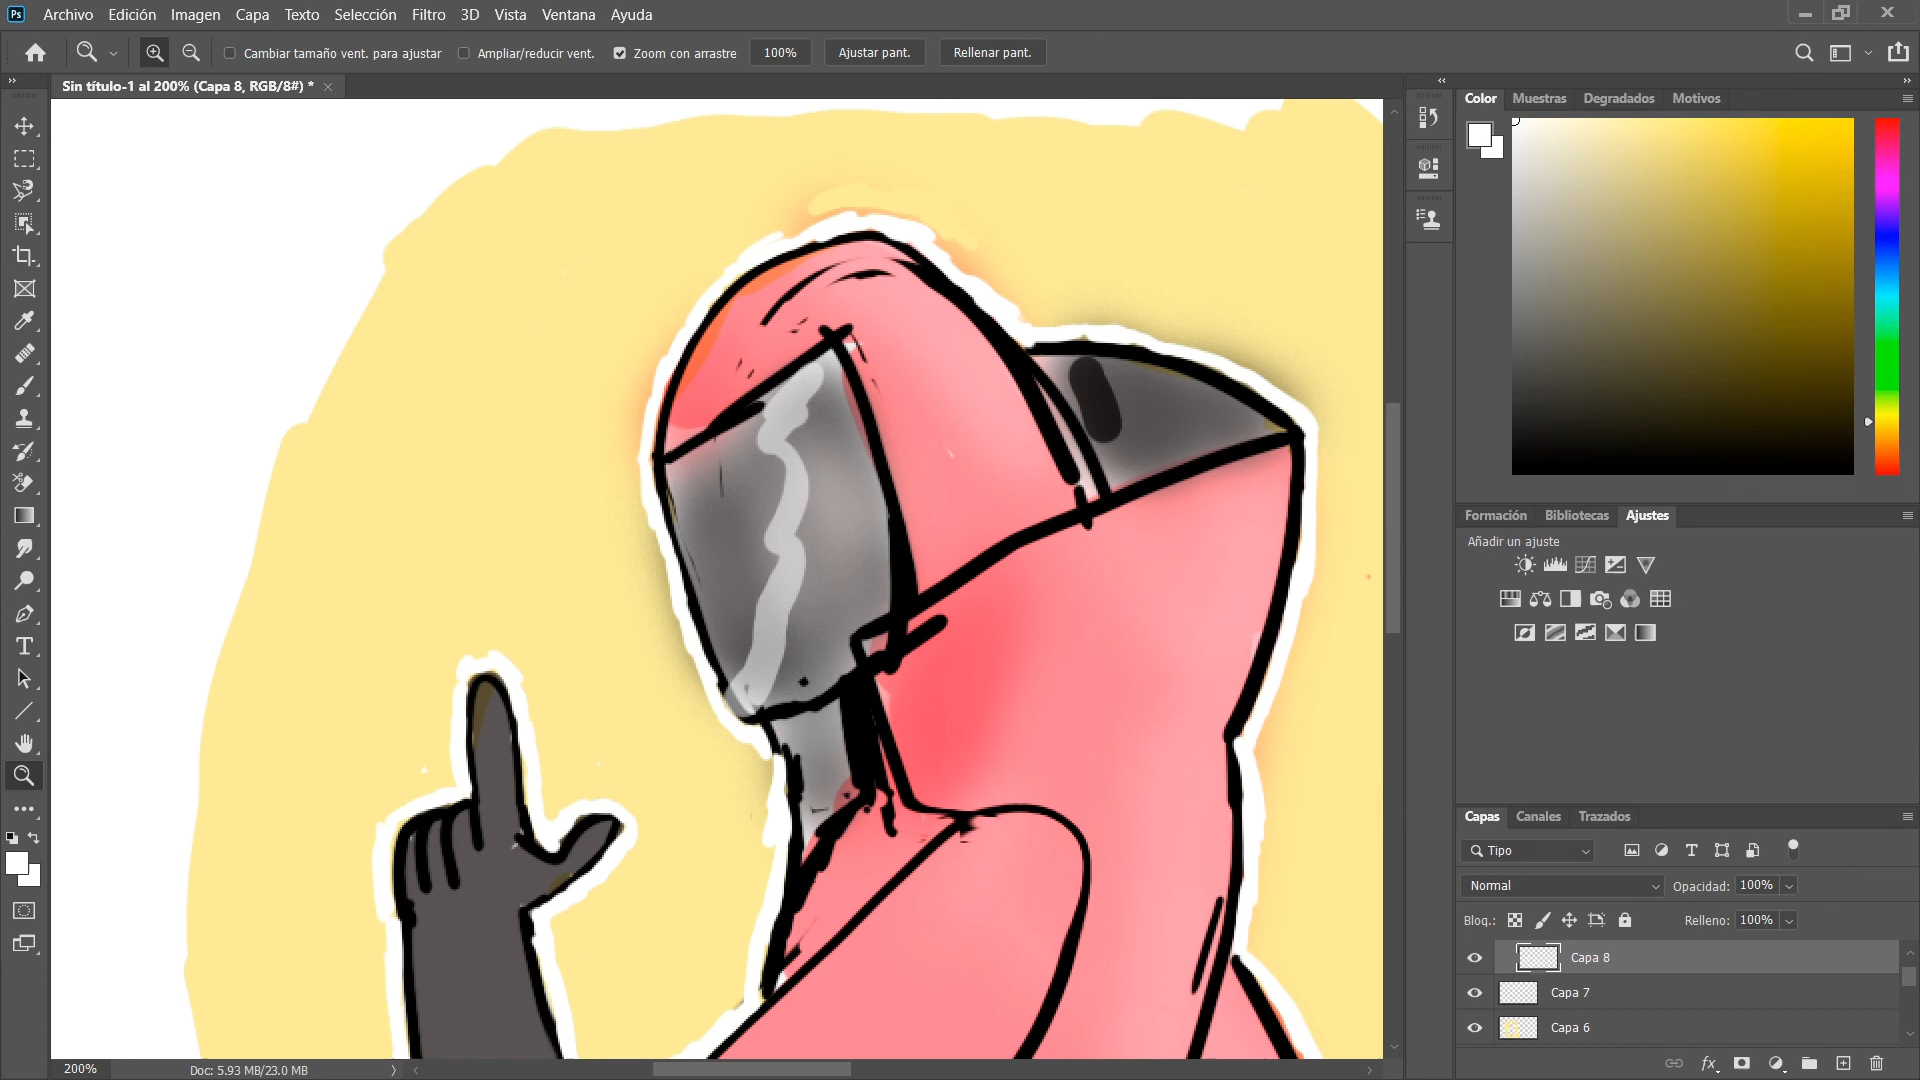 Ps Archivo Edición Imagen Capa Texto Selección Filtro 3D Vista Ventana Ayuda
Cambiar tamaño vent. para ajustar Ampliar/reducir vent. Zoom con arrastre 100% Ajustar pant. Rellenar pant.
Sin título-1 al 200% (Capa 8, RGB/8#) *
Color Muestras Degradados Motivos
Formación Bibliotecas Ajustes
Añadir un ajuste
Capas Canales Trazados
Tipo
Normal Opacidad: 100%
Bloq.: Relleno: 100%
Capa 8
Capa 7
Capa 6
200% Doc: 5.93 MB/23.0 MB